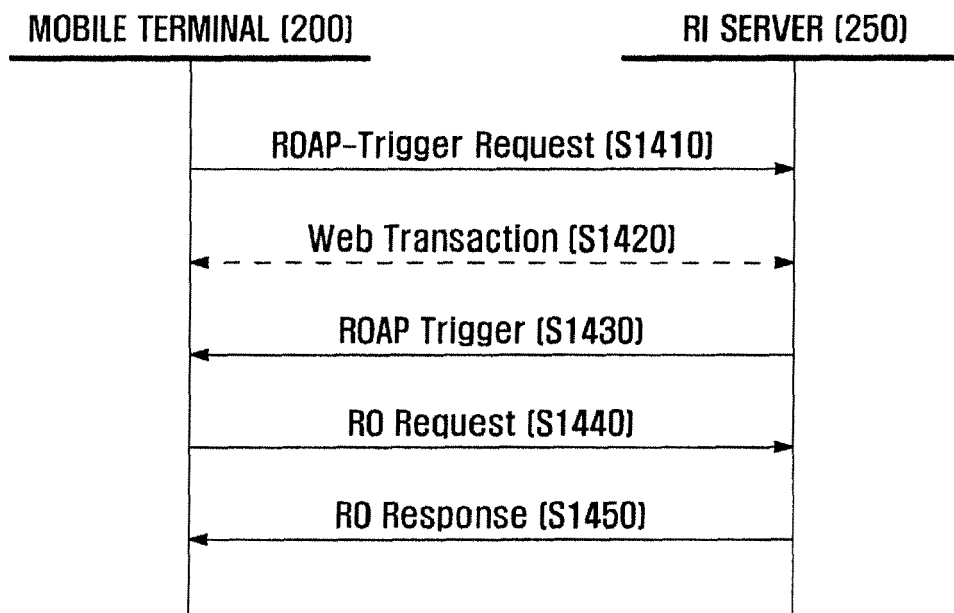 MOBILE TERMINAL (200) RI SERVER (250)
ROAP-Trigger Request (S1410)
Web Transaction (S1420)
ROAP Trigger (S1430)
RO Request (S1440)
RO Response (S1450)